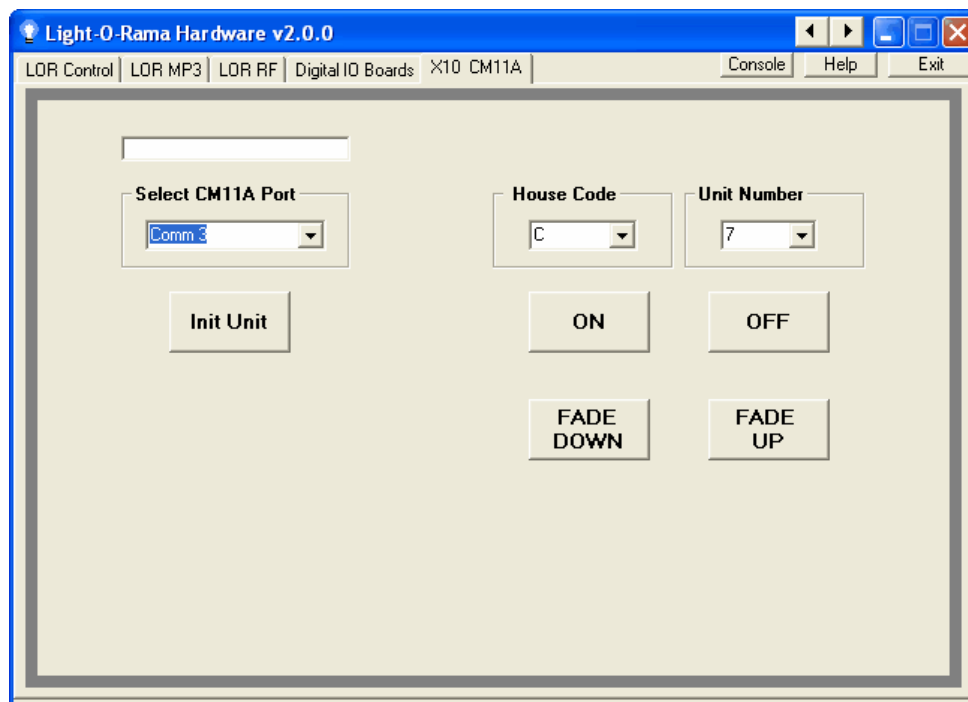 Light-O-Rama Hardware v2.0.0
LOR Control LOR MP3 LOR RF Digital IO Boards X10 CM11A Console Help Exit
Select CM11A Port House Code Unit Number
Comm 3 C 7
Init Unit ON OFF
FADE DOWN FADE UP